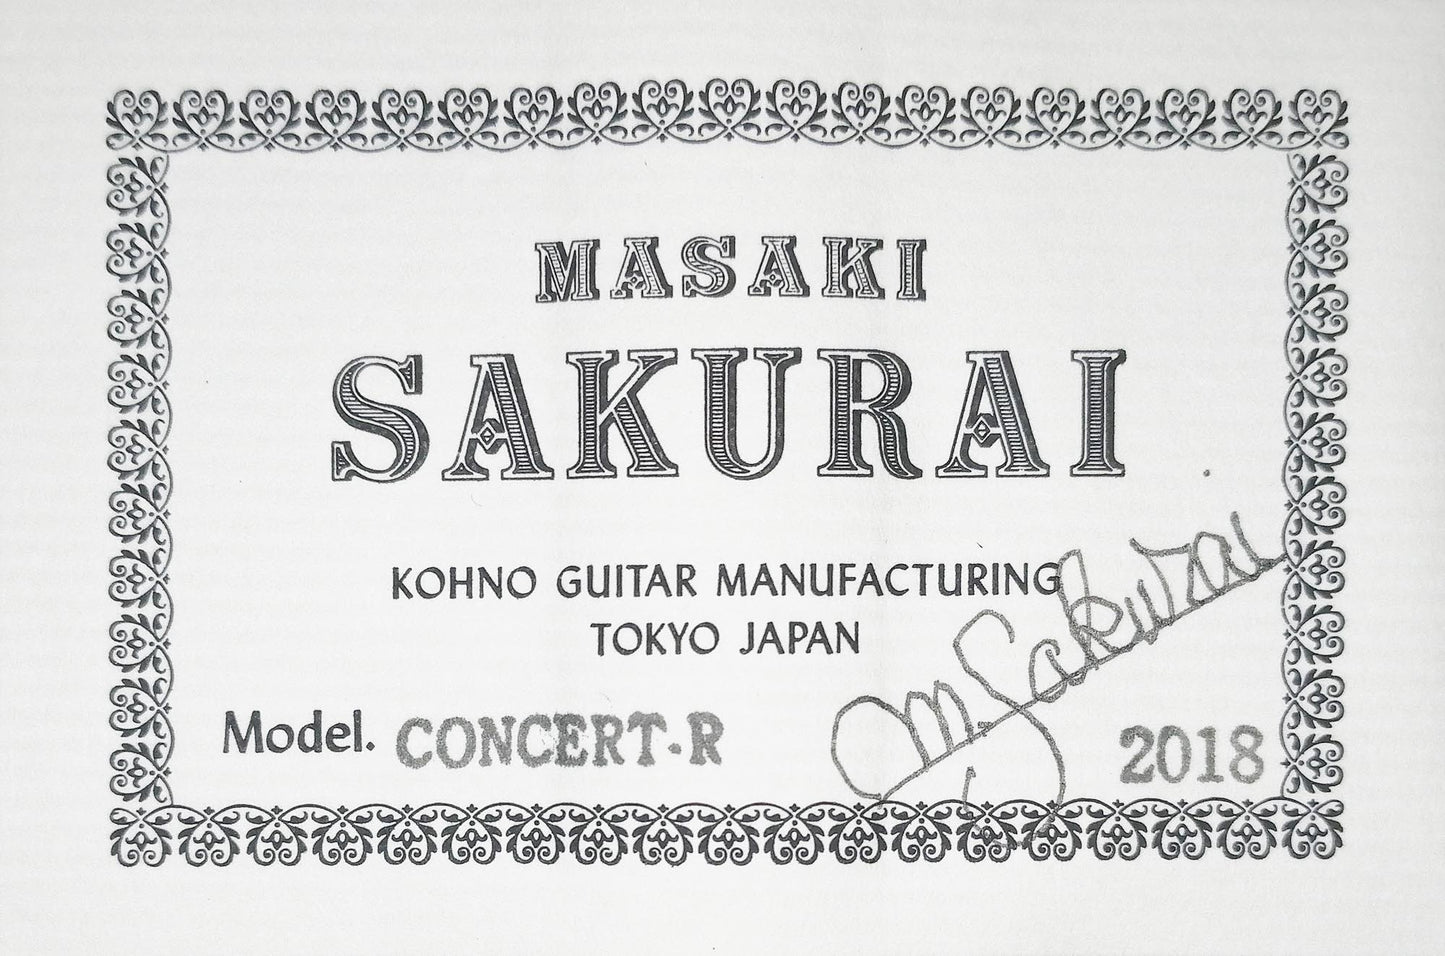 MASAKI
SAKURAI
KOHNO GUITAR MANUFACTURING
TOKYO JAPAN
M Sakurai
Model. CONCERT-R 2018